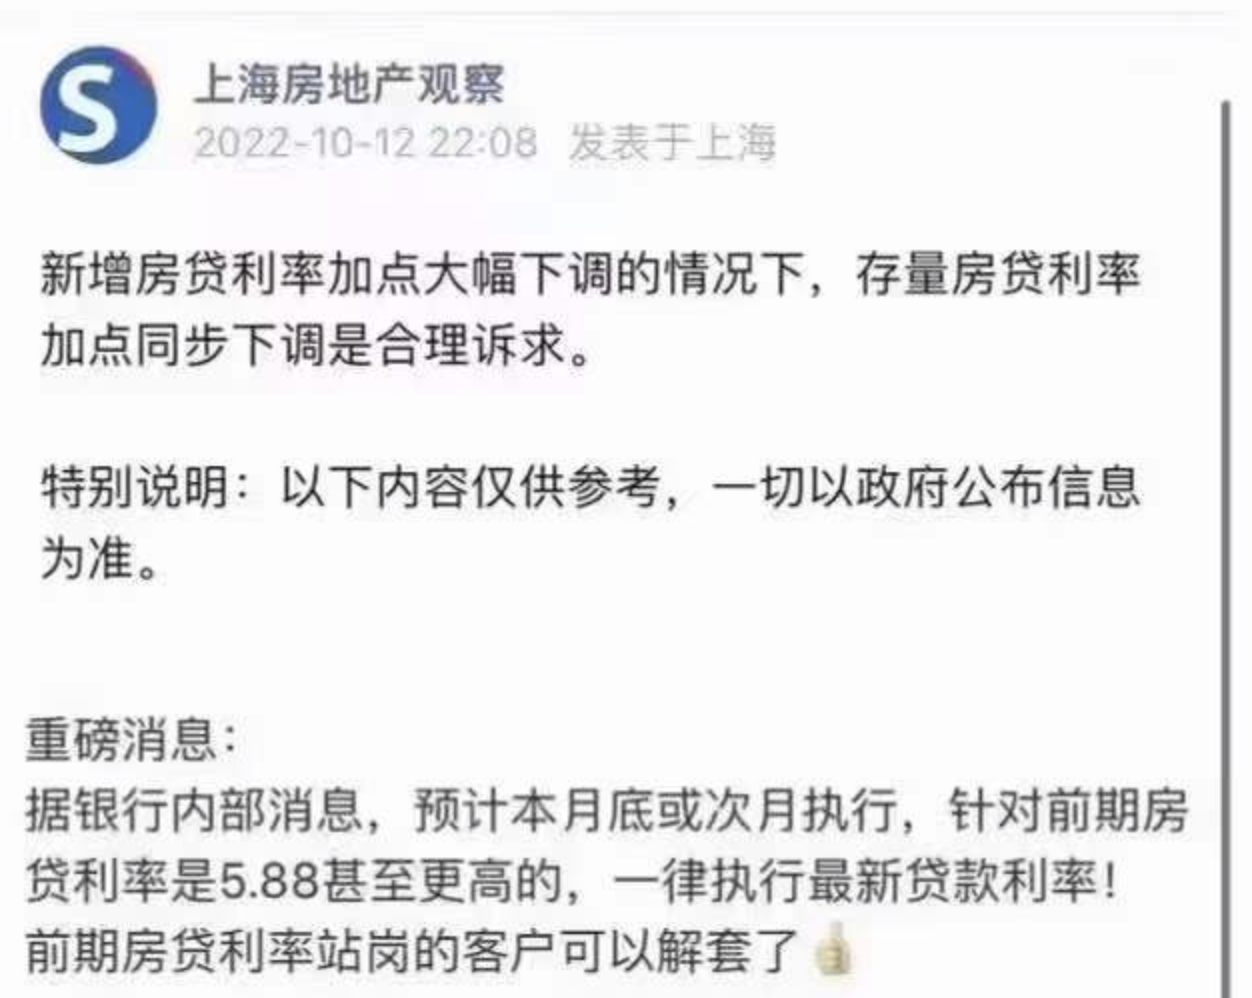 S
上海房地产观察
2022-10-12 22:08 发表于上海
新增房贷利率加点大幅下调的情况下，存量房贷利率
加点同步下调是合理诉求。
特别说明：以下内容仅供参考，一切以政府公布信息
为准。
重磅消息：
据银行内部消息，预计本月底或次月执行，针对前期房
贷利率是5.88甚至更高的，一律执行最新贷款利率！
前期房贷利率站岗的客户可以解套了👍